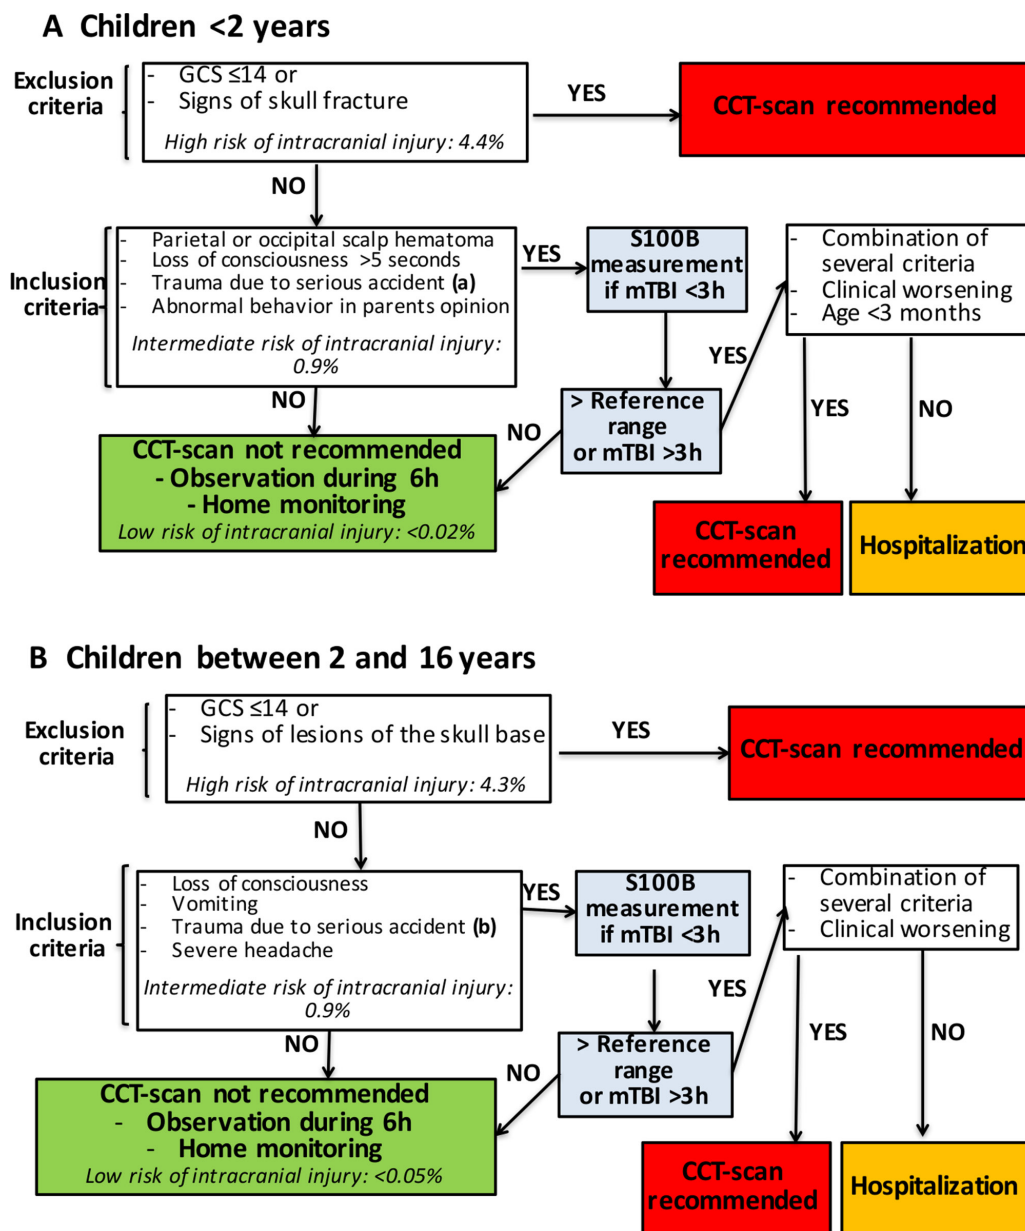 A Children <2 years
Exclusion
criteria
- GCS ≤14 or
- Signs of skull fracture
High risk of intracranial injury: 4.4%
YES
CCT-scan recommended
NO
Inclusion
criteria
- Parietal or occipital scalp hematoma
- Loss of consciousness >5 seconds
- Trauma due to serious accident (a)
- Abnormal behavior in parents opinion
Intermediate risk of intracranial injury:
0.9%
YES
S100B
measurement
if mTBI <3h
- Combination of
several criteria
- Clinical worsening
- Age <3 months
YES
NO
> Reference
range
or mTBI >3h
NO
YES
NO
CCT-scan not recommended
- Observation during 6h
- Home monitoring
Low risk of intracranial injury: <0.02%
CCT-scan
recommended
Hospitalization
B Children between 2 and 16 years
Exclusion
criteria
- GCS ≤14 or
- Signs of lesions of the skull base
High risk of intracranial injury: 4.3%
YES
CCT-scan recommended
NO
Inclusion
criteria
- Loss of consciousness
- Vomiting
- Trauma due to serious accident (b)
- Severe headache
Intermediate risk of intracranial injury:
0.9%
YES
S100B
measurement
if mTBI <3h
- Combination of
several criteria
- Clinical worsening
YES
NO
> Reference
range
or mTBI >3h
NO
YES
NO
CCT-scan not recommended
- Observation during 6h
- Home monitoring
Low risk of intracranial injury: <0.05%
CCT-scan
recommended
Hospitalization